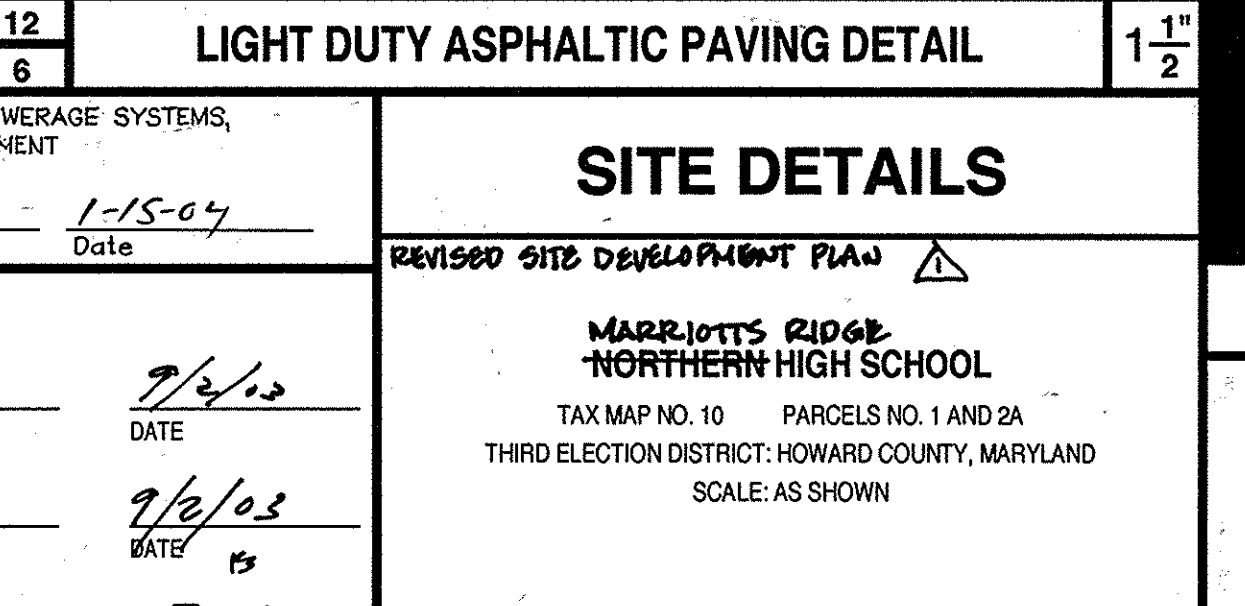 12
6
LIGHT DUTY ASPHALTIC PAVING DETAIL
1 1/2"
WERAGE SYSTEMS,
MENT
1-15-04
Date
SITE DETAILS
REVISED SITE DEVELOPMENT PLAN 1
MARRIOTTS RIDGE
NORTHERN HIGH SCHOOL
TAX MAP NO. 10 PARCELS NO. 1 AND 2A
THIRD ELECTION DISTRICT: HOWARD COUNTY, MARYLAND
SCALE: AS SHOWN
9/2/03
DATE
9/2/03
DATE